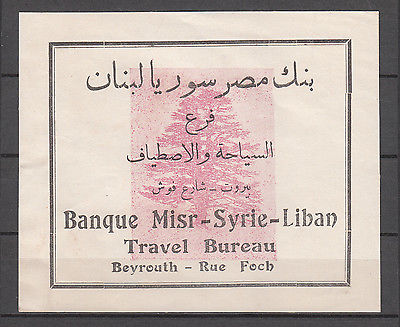 بنك مصر سوريا لبنان
فرع
السياحة والاصطياف
بيروت - شارع فوش
Banque Misr-Syrie-Liban
Travel Bureau
Beyrouth - Rue Foch